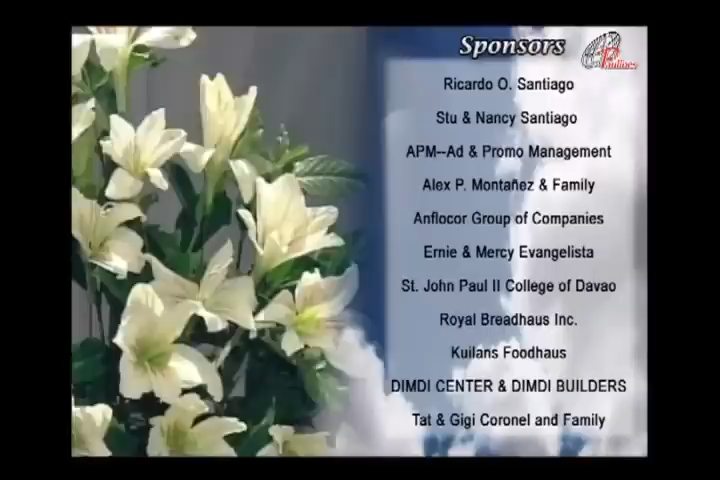 Sponsors
Paulines
Ricardo O. Santiago
Stu & Nancy Santiago
APM--Ad & Promo Management
Alex P. Montañez & Family
Anflocor Group of Companies
Ernie & Mercy Evangelista
St. John Paul II College of Davao
Royal Breadhaus Inc.
Kuilans Foodhaus
DIMDI CENTER & DIMDI BUILDERS
Tat & Gigi Coronel and Family